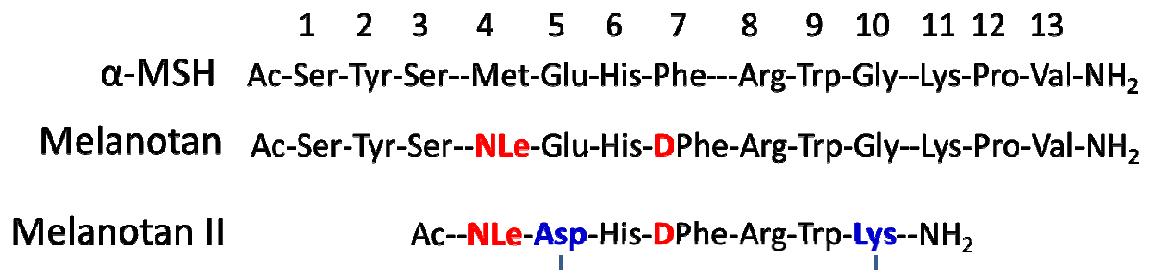 1 2 3 4 5 6 7 8 9 10 11 12 13
α-MSH Ac-Ser-Tyr-Ser--Met-Glu-His-Phe---Arg-Trp-Gly--Lys-Pro-Val-NH₂
Melanotan Ac-Ser-Tyr-Ser--NLe-Glu-His-DPhe-Arg-Trp-Gly--Lys-Pro-Val-NH₂
Melanotan II Ac--NLe-Asp-His-DPhe-Arg-Trp-Lys--NH₂